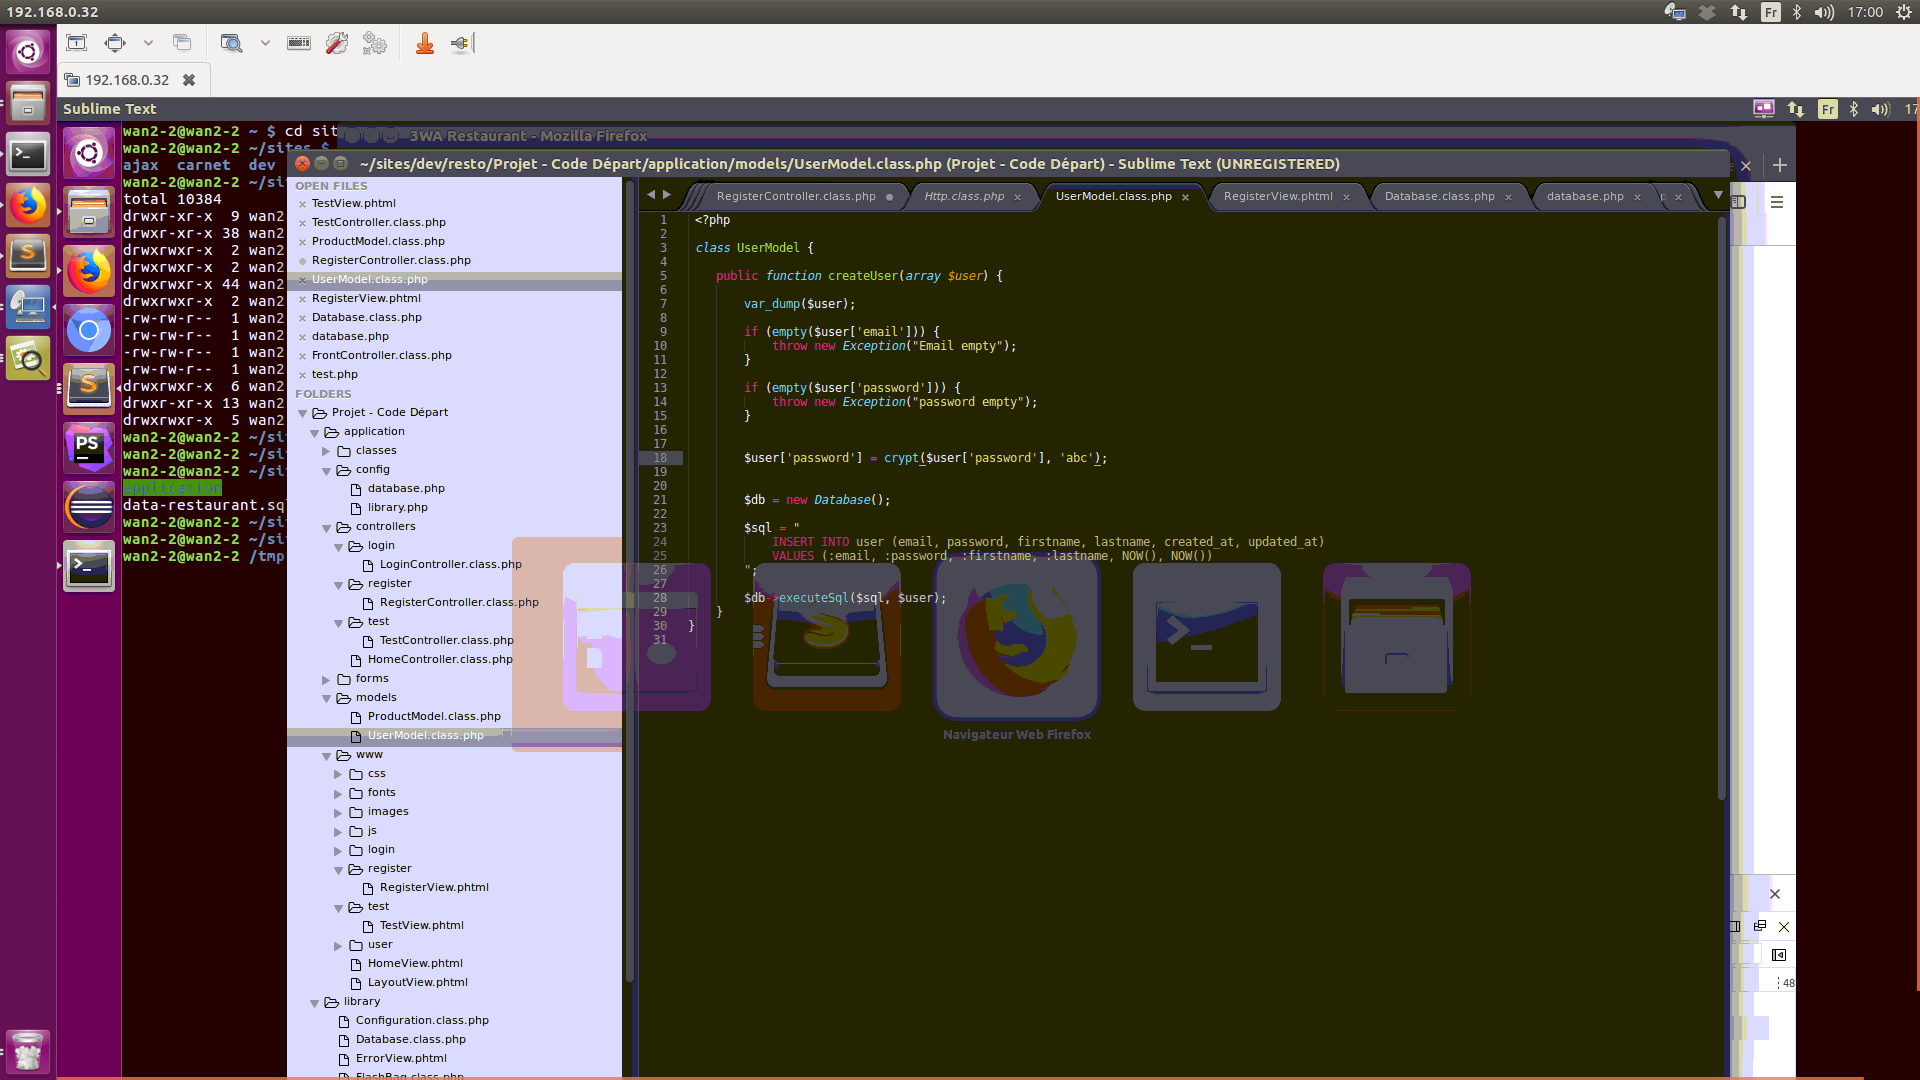 192.168.0.32
Fr
17:00
192.168.0.32
Sublime Text
Fr
17
wan2-2@wan2-2 ~ $ cd sit
wan2-2@wan2-2 ~/sites $
ajax carnet dev
wan2-2@wan2-2 ~/si
total 10384
drwxr-xr-x 9 wan2
drwxr-xr-x 38 wan2
drwxrwxr-x 2 wan2
drwxrwxr-x 2 wan2
drwxrwxr-x 44 wan2
drwxrwxr-x 2 wan2
-rw-rw-r-- 1 wan2
-rw-rw-r-- 1 wan2
-rw-rw-r-- 1 wan2
-rw-rw-r-- 1 wan2
drwxrwxr-x 6 wan2
drwxr-xr-x 13 wan2
drwxrwxr-x 5 wan2
wan2-2@wan2-2 ~/si
wan2-2@wan2-2 ~/si
wan2-2@wan2-2 ~/si
application
data-restaurant.sq
wan2-2@wan2-2 ~/si
wan2-2@wan2-2 ~/si
wan2-2@wan2-2 /tmp
3WA Restaurant - Mozilla Firefox
~/sites/dev/resto/Projet - Code Départ/application/models/UserModel.class.php (Projet - Code Départ) - Sublime Text (UNREGISTERED)
OPEN FILES
TestView.phtml
TestController.class.php
ProductModel.class.php
RegisterController.class.php
UserModel.class.php
RegisterView.phtml
Database.class.php
database.php
FrontController.class.php
test.php
FOLDERS
Projet - Code Départ
application
classes
config
database.php
library.php
controllers
login
LoginController.class.php
register
RegisterController.class.php
test
TestController.class.php
HomeController.class.php
forms
models
ProductModel.class.php
UserModel.class.php
www
css
fonts
images
js
login
register
RegisterView.phtml
test
TestView.phtml
user
HomeView.phtml
LayoutView.phtml
library
Configuration.class.php
Database.class.php
ErrorView.phtml
FlashBag.class.php
RegisterController.class.php
Http.class.php
UserModel.class.php
RegisterView.phtml
Database.class.php
database.php
1 <?php
2
3 class UserModel {
4
5 public function createUser(array $user) {
6
7 var_dump($user);
8
9 if (empty($user['email'])) {
10 throw new Exception("Email empty");
11 }
12
13 if (empty($user['password'])) {
14 throw new Exception("password empty");
15 }
16
17
18 $user['password'] = crypt($user['password'], 'abc');
19
20
21 $db = new Database();
22
23 $sql = "
24 INSERT INTO user (email, password, firstname, lastname, created_at, updated_at)
25 VALUES (:email, :password, :firstname, :lastname, NOW(), NOW())
26 ";
27
28 $db->executeSql($sql, $user);
29 }
30 }
31
Navigateur Web Firefox
PS
48